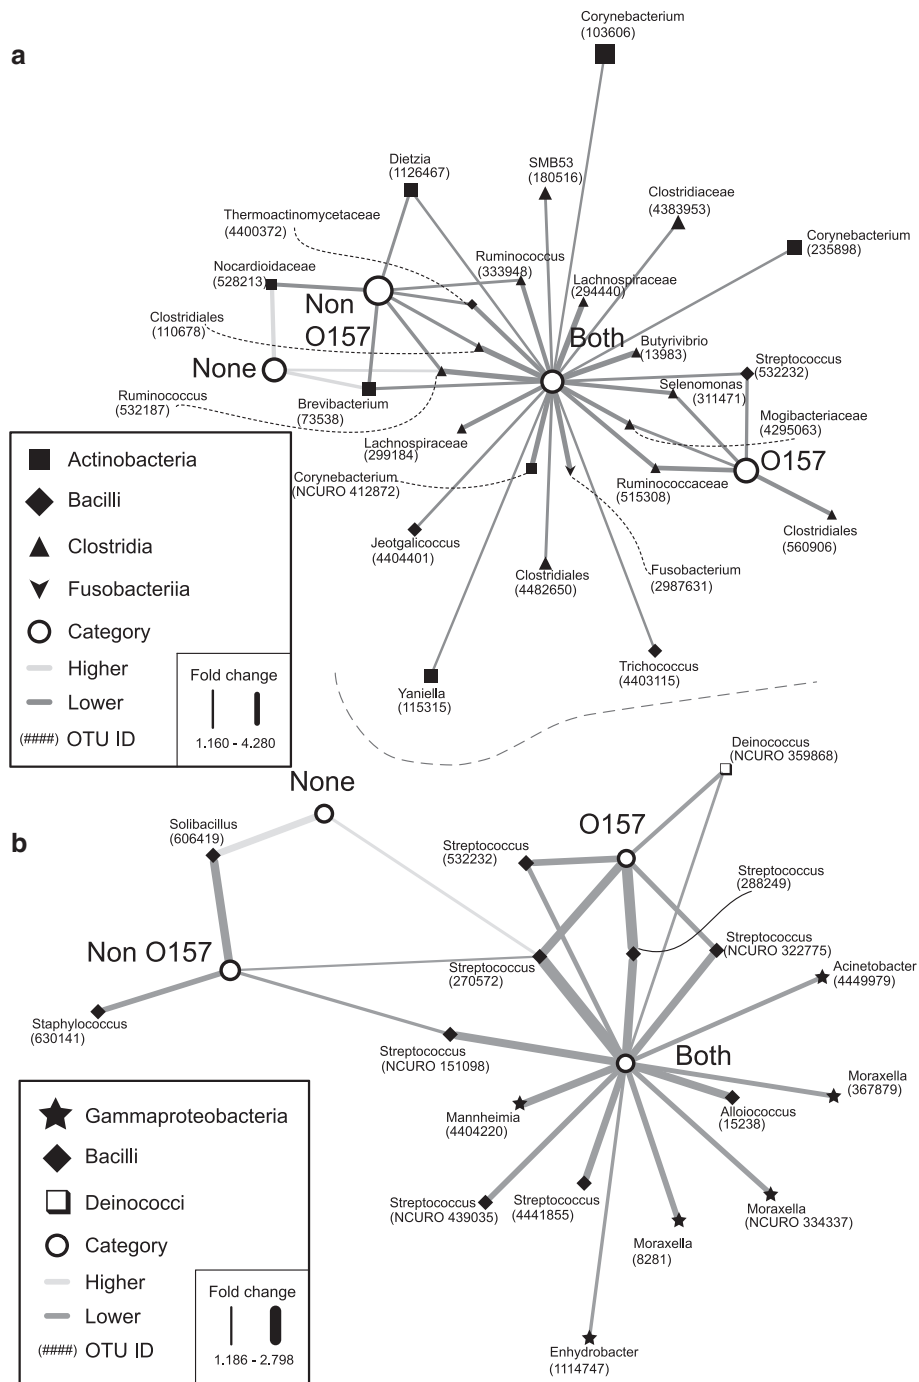 a
Corynebacterium
(103606)
Dietzia
(1126467)
SMB53
(180516)
Clostridiaceae
(4383953)
Thermoactinomycetaceae
(4400372)
Corynebacterium
(235898)
Nocardioidaceae
(528213)
Ruminococcus
(333948)
Lachnospiraceae
(294440)
Non
O157
Clostridiales
(110678)
Both
Butyrivibrio
(13983)
Streptococcus
(532232)
None
Selenomonas
(311471)
Ruminococcus
(532187)
Brevibacterium
(73538)
Mogibacteriaceae
(4295063)
Lachnospiraceae
(299184)
O157
Corynebacterium
(NCURO 412872)
Ruminococcaceae
(515308)
Clostridiales
(560906)
Jeotgalicoccus
(4404401)
Clostridiales
(4482650)
Fusobacterium
(2987631)
Trichococcus
(4403115)
Yaniella
(115315)
Actinobacteria
Bacilli
Clostridia
Fusobacteriia
Category
Higher
Lower
(####) OTU ID
Fold change
1.160 - 4.280
b
Deinococcus
(NCURO 359868)
None
O157
Solibacillus
(606419)
Streptococcus
(532232)
Streptococcus
(288249)
Non O157
Streptococcus
(270572)
Streptococcus
(NCURO 322775)
Acinetobacter
(4449979)
Staphylococcus
(630141)
Streptococcus
(NCURO 151098)
Both
Moraxella
(367879)
Mannheimia
(4404220)
Alloiococcus
(15238)
Streptococcus
(NCURO 439035)
Streptococcus
(4441855)
Moraxella
(NCURO 334337)
Moraxella
(8281)
Enhydrobacter
(1114747)
Gammaproteobacteria
Bacilli
Deinococci
Category
Higher
Lower
(####) OTU ID
Fold change
1.186 - 2.798